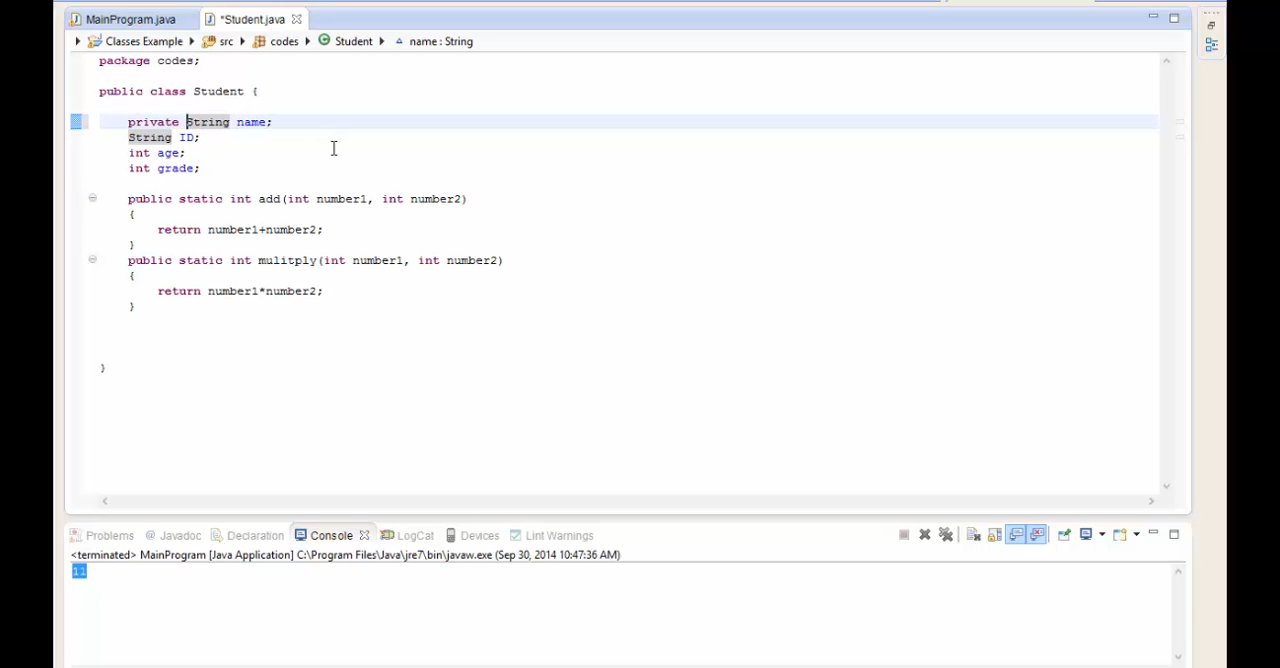 MainProgram.java *Student.java
Classes Example src codes Student name : String
package codes;
public class Student {
private String name;
String ID;
int age;
int grade;
public static int add(int number1, int number2)
{
return number1+number2;
}
public static int mulitply(int number1, int number2)
{
return number1*number2;
}
}
Problems @ Javadoc Declaration Console LogCat Devices Lint Warnings
<terminated> MainProgram [Java Application] C:\Program Files\Java\jre7\bin\javaw.exe (Sep 30, 2014 10:47:36 AM)
11